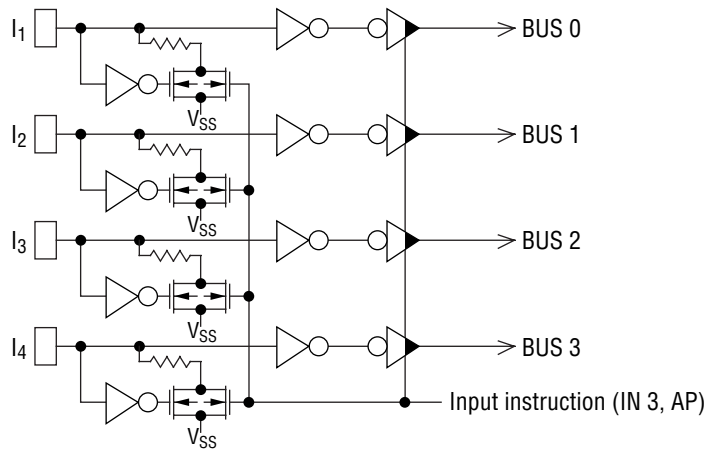 I1
BUS 0
VSS
I2
BUS 1
VSS
I3
BUS 2
VSS
I4
BUS 3
Input instruction (IN 3, AP)
VSS